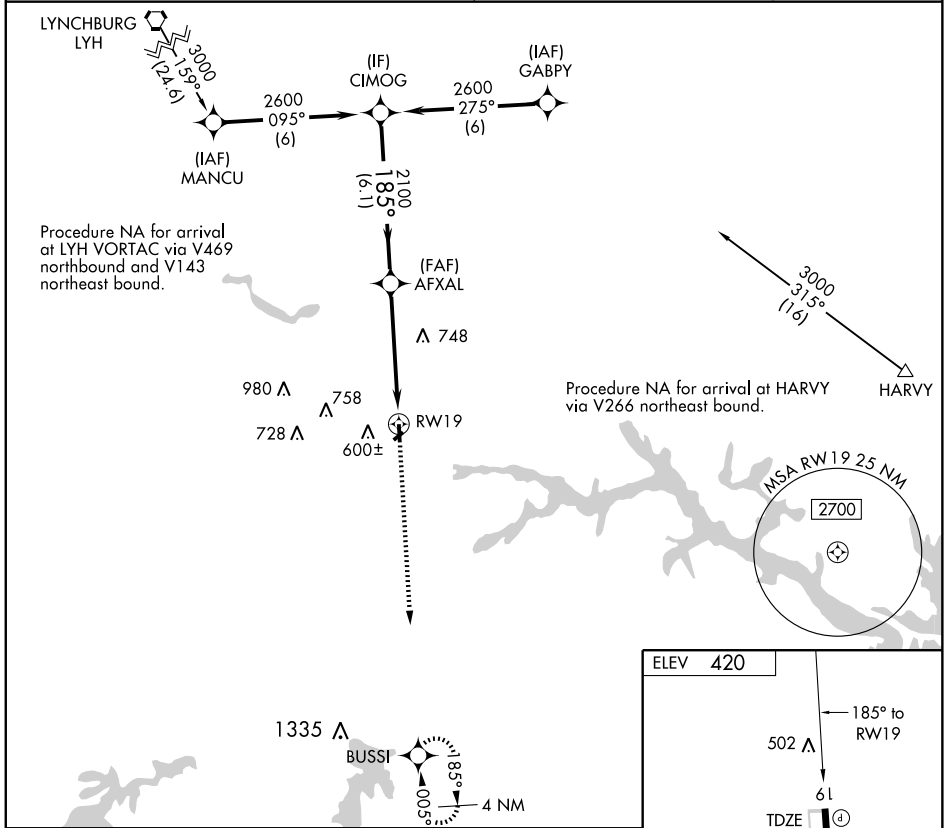 LYNCHBURG
LYH
3000
159°
(24.6)
(IAF)
MANCU
2600
095°
(6)
(IF)
CIMOG
2600
275°
(6)
(IAF)
GABPY
2100
185°
(6.1)
Procedure NA for arrival
at LYH VORTAC via V469
northbound and V143
northeast bound.
(FAF)
AFXAL
748
3000
315°
(16)
HARVY
980
758
728
600±
RW19
Procedure NA for arrival at HARVY
via V266 northeast bound.
MSA RW19 25 NM
2700
1335
BUSSI
185°
005°
4 NM
ELEV 420
185° to
RW19
502
19
TDZE
P